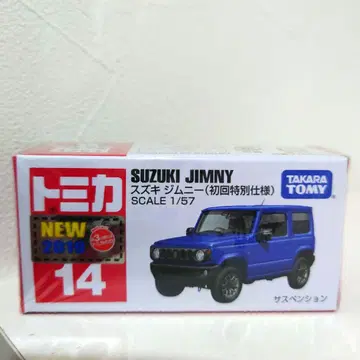 トミカ
NEW
2019
14
SUZUKI JIMNY
スズキ ジムニー(初回特別仕様)
SCALE 1/57
TAKARA
TOMY
サスペンション